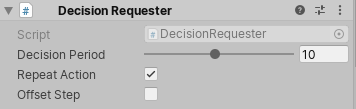 Decision Requester
Script DecisionRequester
Decision Period 10
Repeat Action
Offset Step